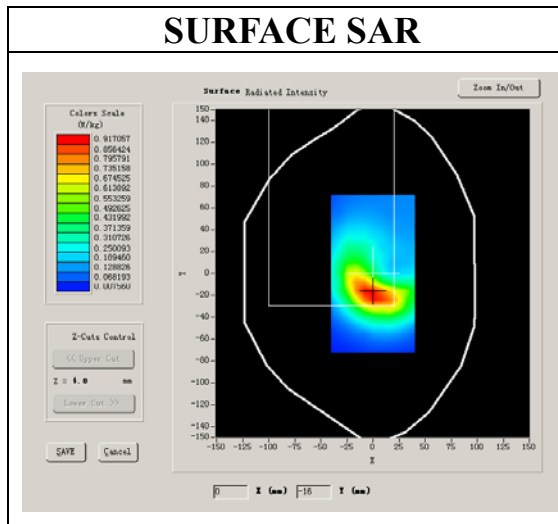 SURFACE SAR
Surface Radiated Intensity
Zoom In/Out
Colors Scale
(W/kg)
0.917057
0.856424
0.795791
0.735158
0.674525
0.613892
0.553259
0.492625
0.431992
0.371359
0.310726
0.250093
0.189460
0.128826
0.068193
0.007560
Z-Cuts Control
<< Upper Cut
Z = 4.0 mm
Lower Cut >>
SAVE Cancel
150
140
120
100
80
60
40
20
0
-20
-40
-60
-80
-100
-120
-140
-150
Y
-150 -125 -100 -75 -50 -25 0 25 50 75 100 125 150
X
0 X (mm) -16 Y (mm)